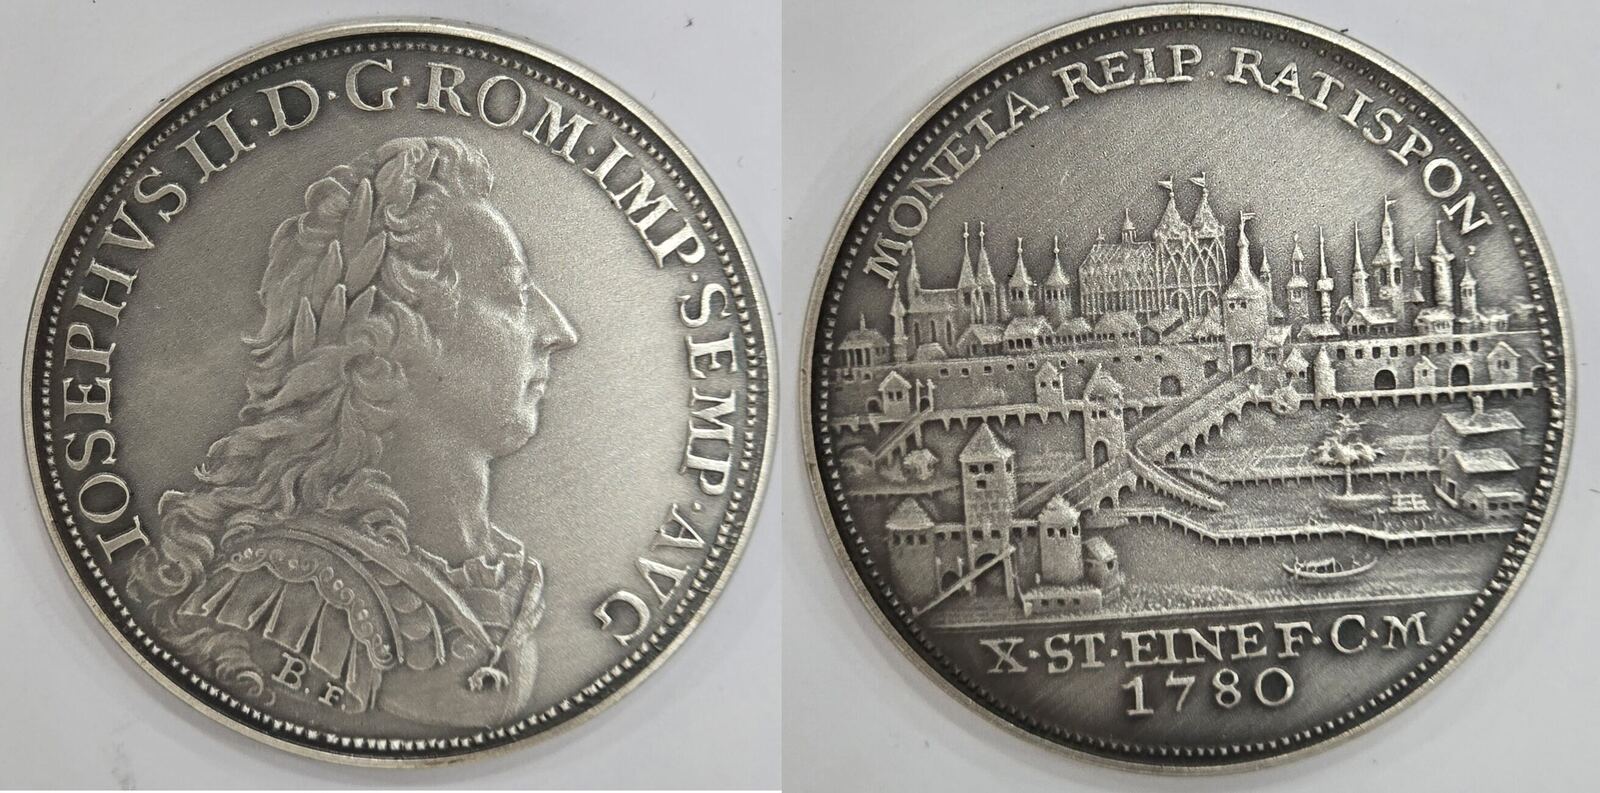 IOSEPHVS II·D·G·ROM·IMP·SEMP·AVG
B.F.
MONETA REIP·RATISPON
X·ST·EINE F·C·M
1780